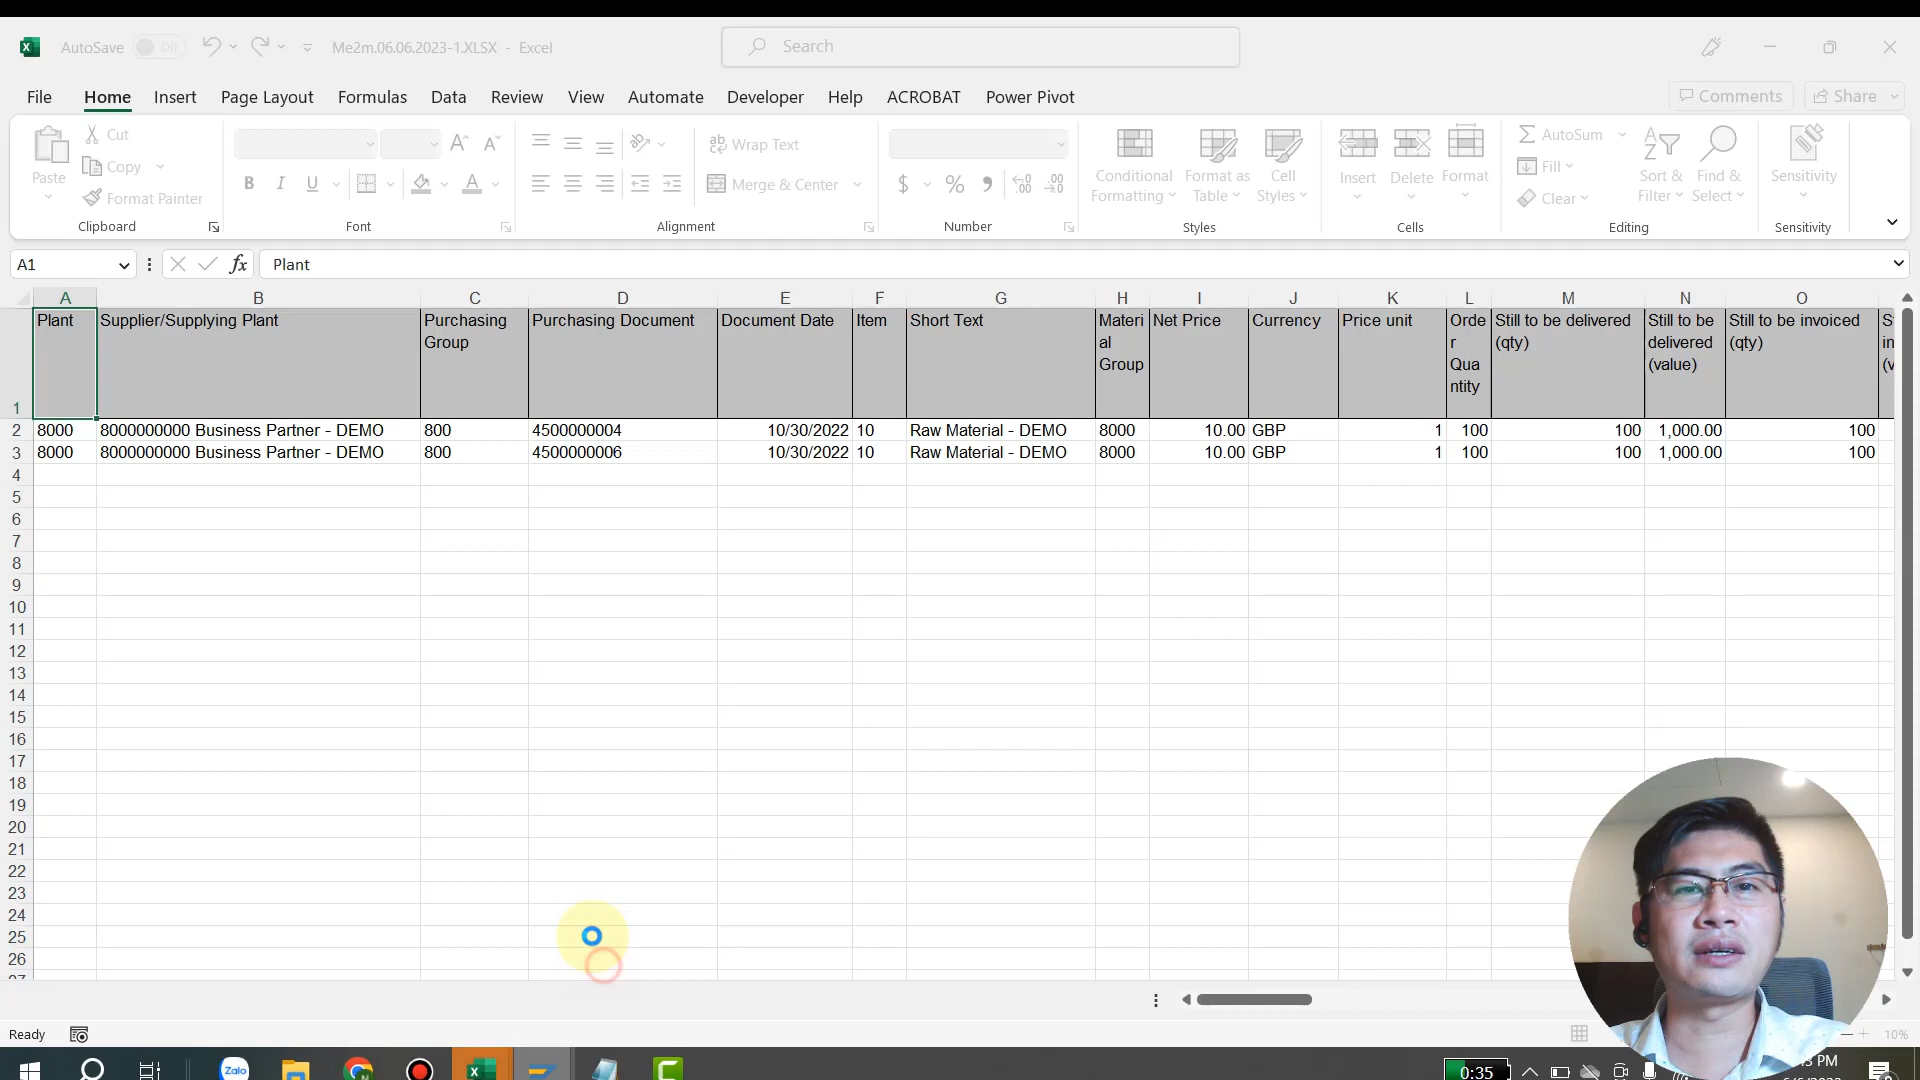 AutoSave Off Me2m.06.06.2023-1.XLSX - Excel Search
File Home Insert Page Layout Formulas Data Review View Automate Developer Help ACROBAT Power Pivot Comments Share
Paste Cut Copy Format Painter
Clipboard
B I U A
Font
Wrap Text
Merge & Center
Alignment
$ % 
Number
Conditional Formatting Format as Table Cell Styles
Styles
Insert Delete Format
Cells
AutoSum Fill Clear Sort & Filter Find & Select
Editing
Sensitivity
Sensitivity
A1 fx Plant
A B C D E F G H I J K L M N O
1 Plant Supplier/Supplying Plant Purchasing Group Purchasing Document Document Date Item Short Text Material Group Net Price Currency Price unit Order Quantity Still to be delivered (qty) Still to be delivered (value) Still to be invoiced (qty)
2 8000 8000000000 Business Partner - DEMO 800 4500000004 10/30/2022 10 Raw Material - DEMO 8000 10.00 GBP 1 100 100 1,000.00 100
3 8000 8000000000 Business Partner - DEMO 800 4500000006 10/30/2022 10 Raw Material - DEMO 8000 10.00 GBP 1 100 100 1,000.00 100
4
5
6
7
8
9
10
11
12
13
14
15
16
17
18
19
20
21
22
23
24
25
26
27
Ready 10%
Zalo 0:35 PM